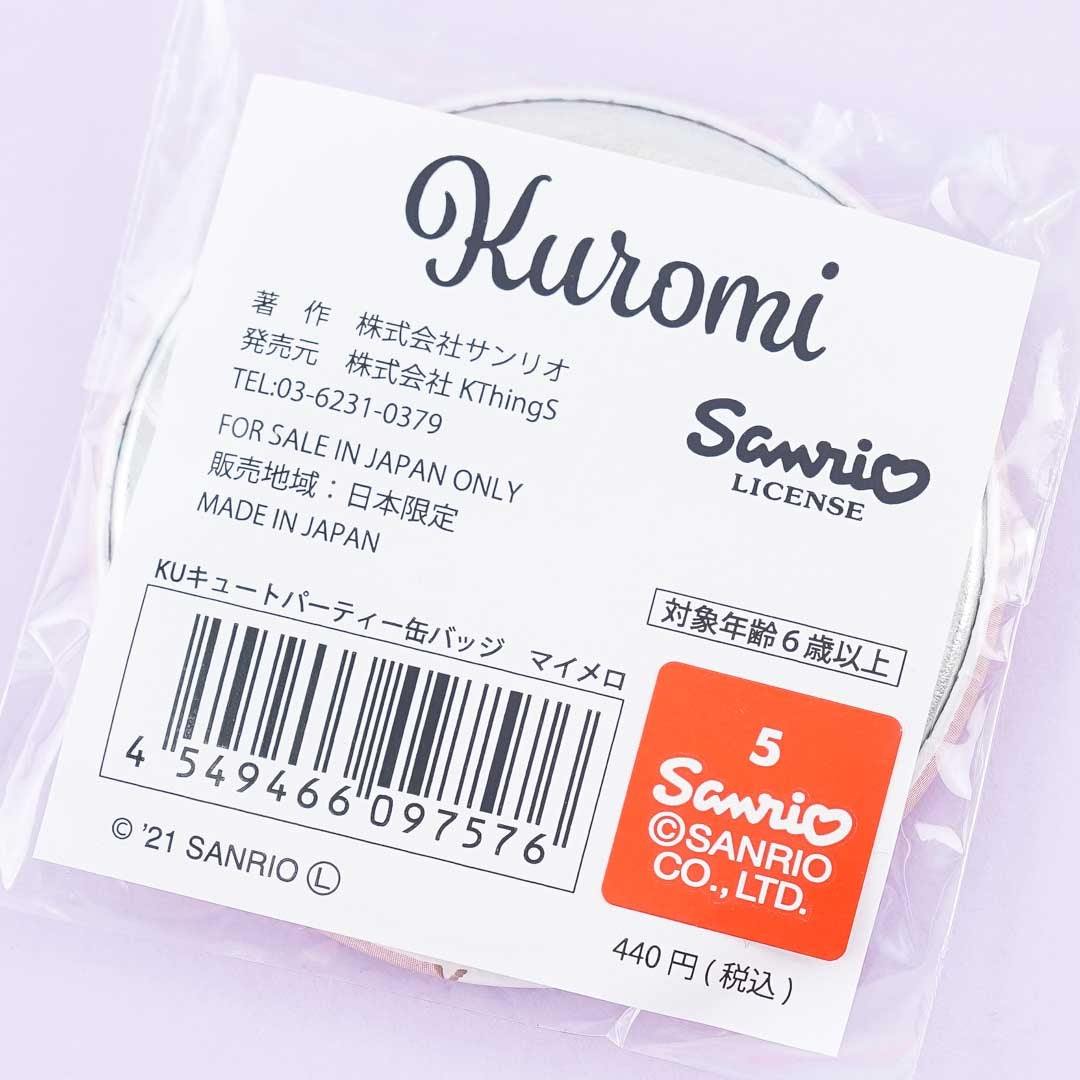 Kuromi
著 作 株式会社サンリオ
発売元 株式会社 KThingS
TEL:03-6231-0379
FOR SALE IN JAPAN ONLY
販売地域：日本限定
MADE IN JAPAN
Sanrio
LICENSE
KUキュートパーティー缶バッジ マイメロ
4 549466 097576
© '21 SANRIO Ⓛ
対象年齢６歳以上
5
Sanrio
©SANRIO
CO., LTD.
440 円 ( 税込 )